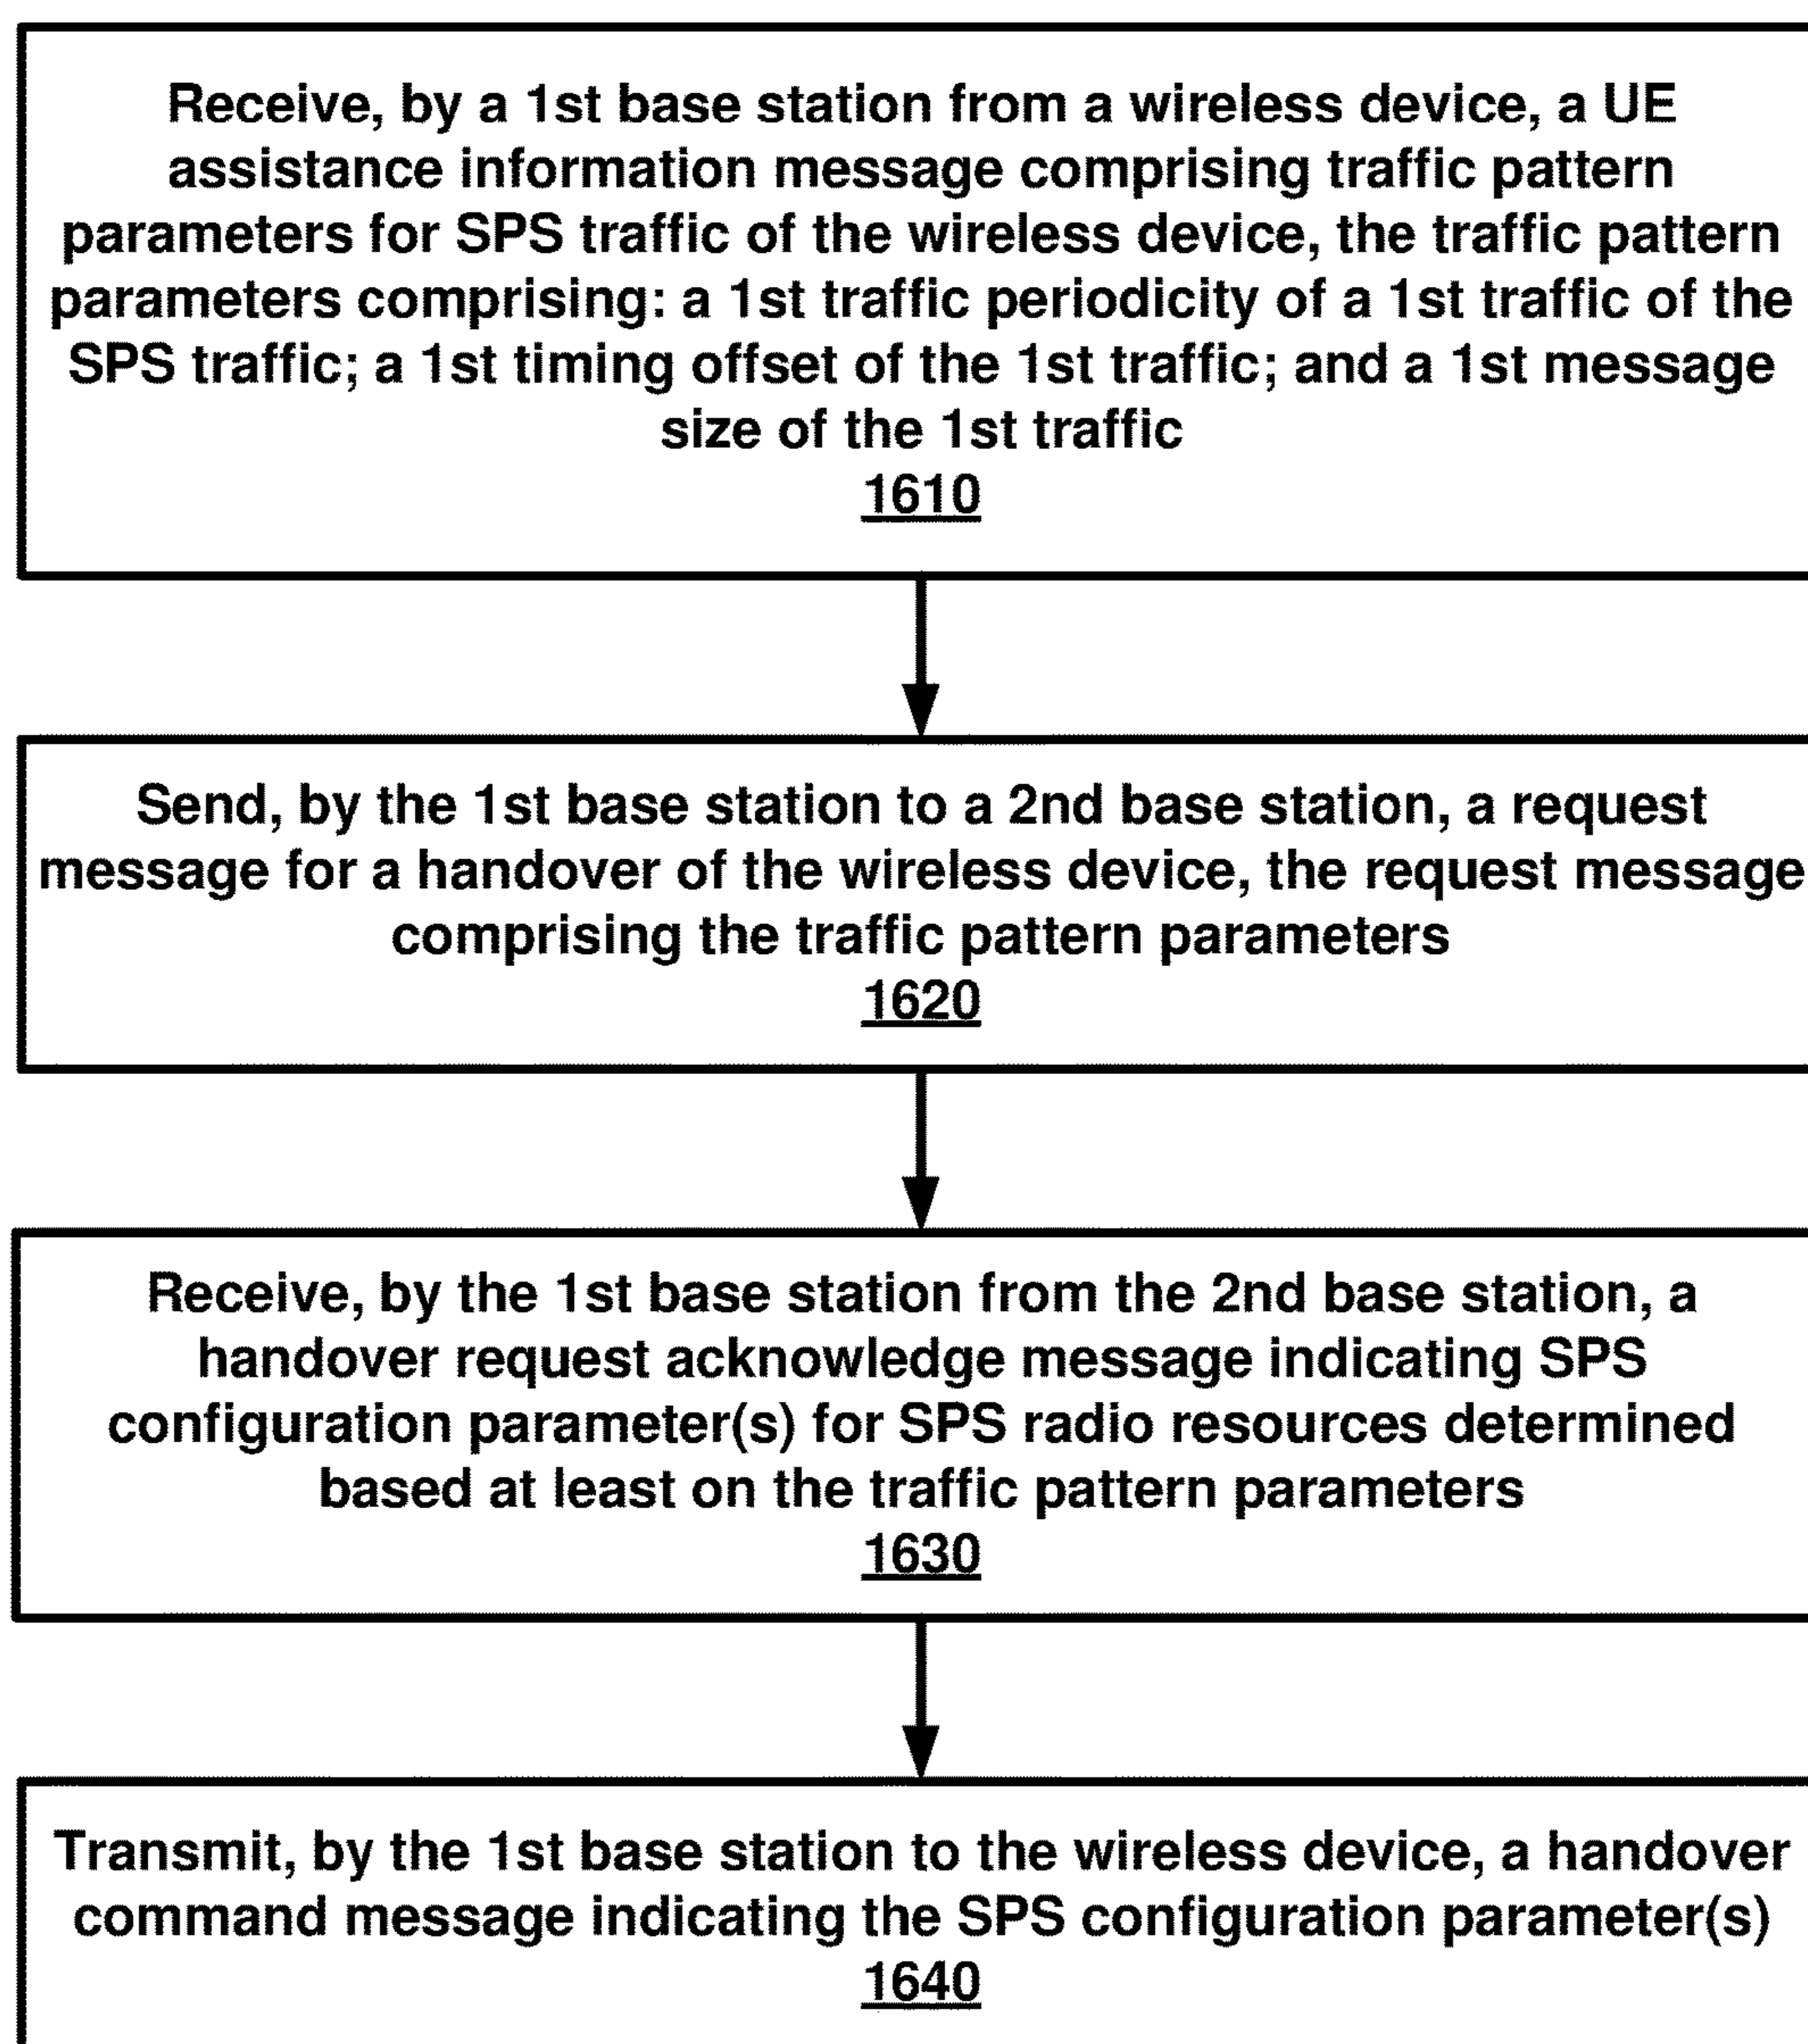 Receive, by a 1st base station from a wireless device, a UE
assistance information message comprising traffic pattern
parameters for SPS traffic of the wireless device, the traffic pattern
parameters comprising: a 1st traffic periodicity of a 1st traffic of the
SPS traffic; a 1st timing offset of the 1st traffic; and a 1st message
size of the 1st traffic
1610
Send, by the 1st base station to a 2nd base station, a request
message for a handover of the wireless device, the request message
comprising the traffic pattern parameters
1620
Receive, by the 1st base station from the 2nd base station, a
handover request acknowledge message indicating SPS
configuration parameter(s) for SPS radio resources determined
based at least on the traffic pattern parameters
1630
Transmit, by the 1st base station to the wireless device, a handover
command message indicating the SPS configuration parameter(s)
1640